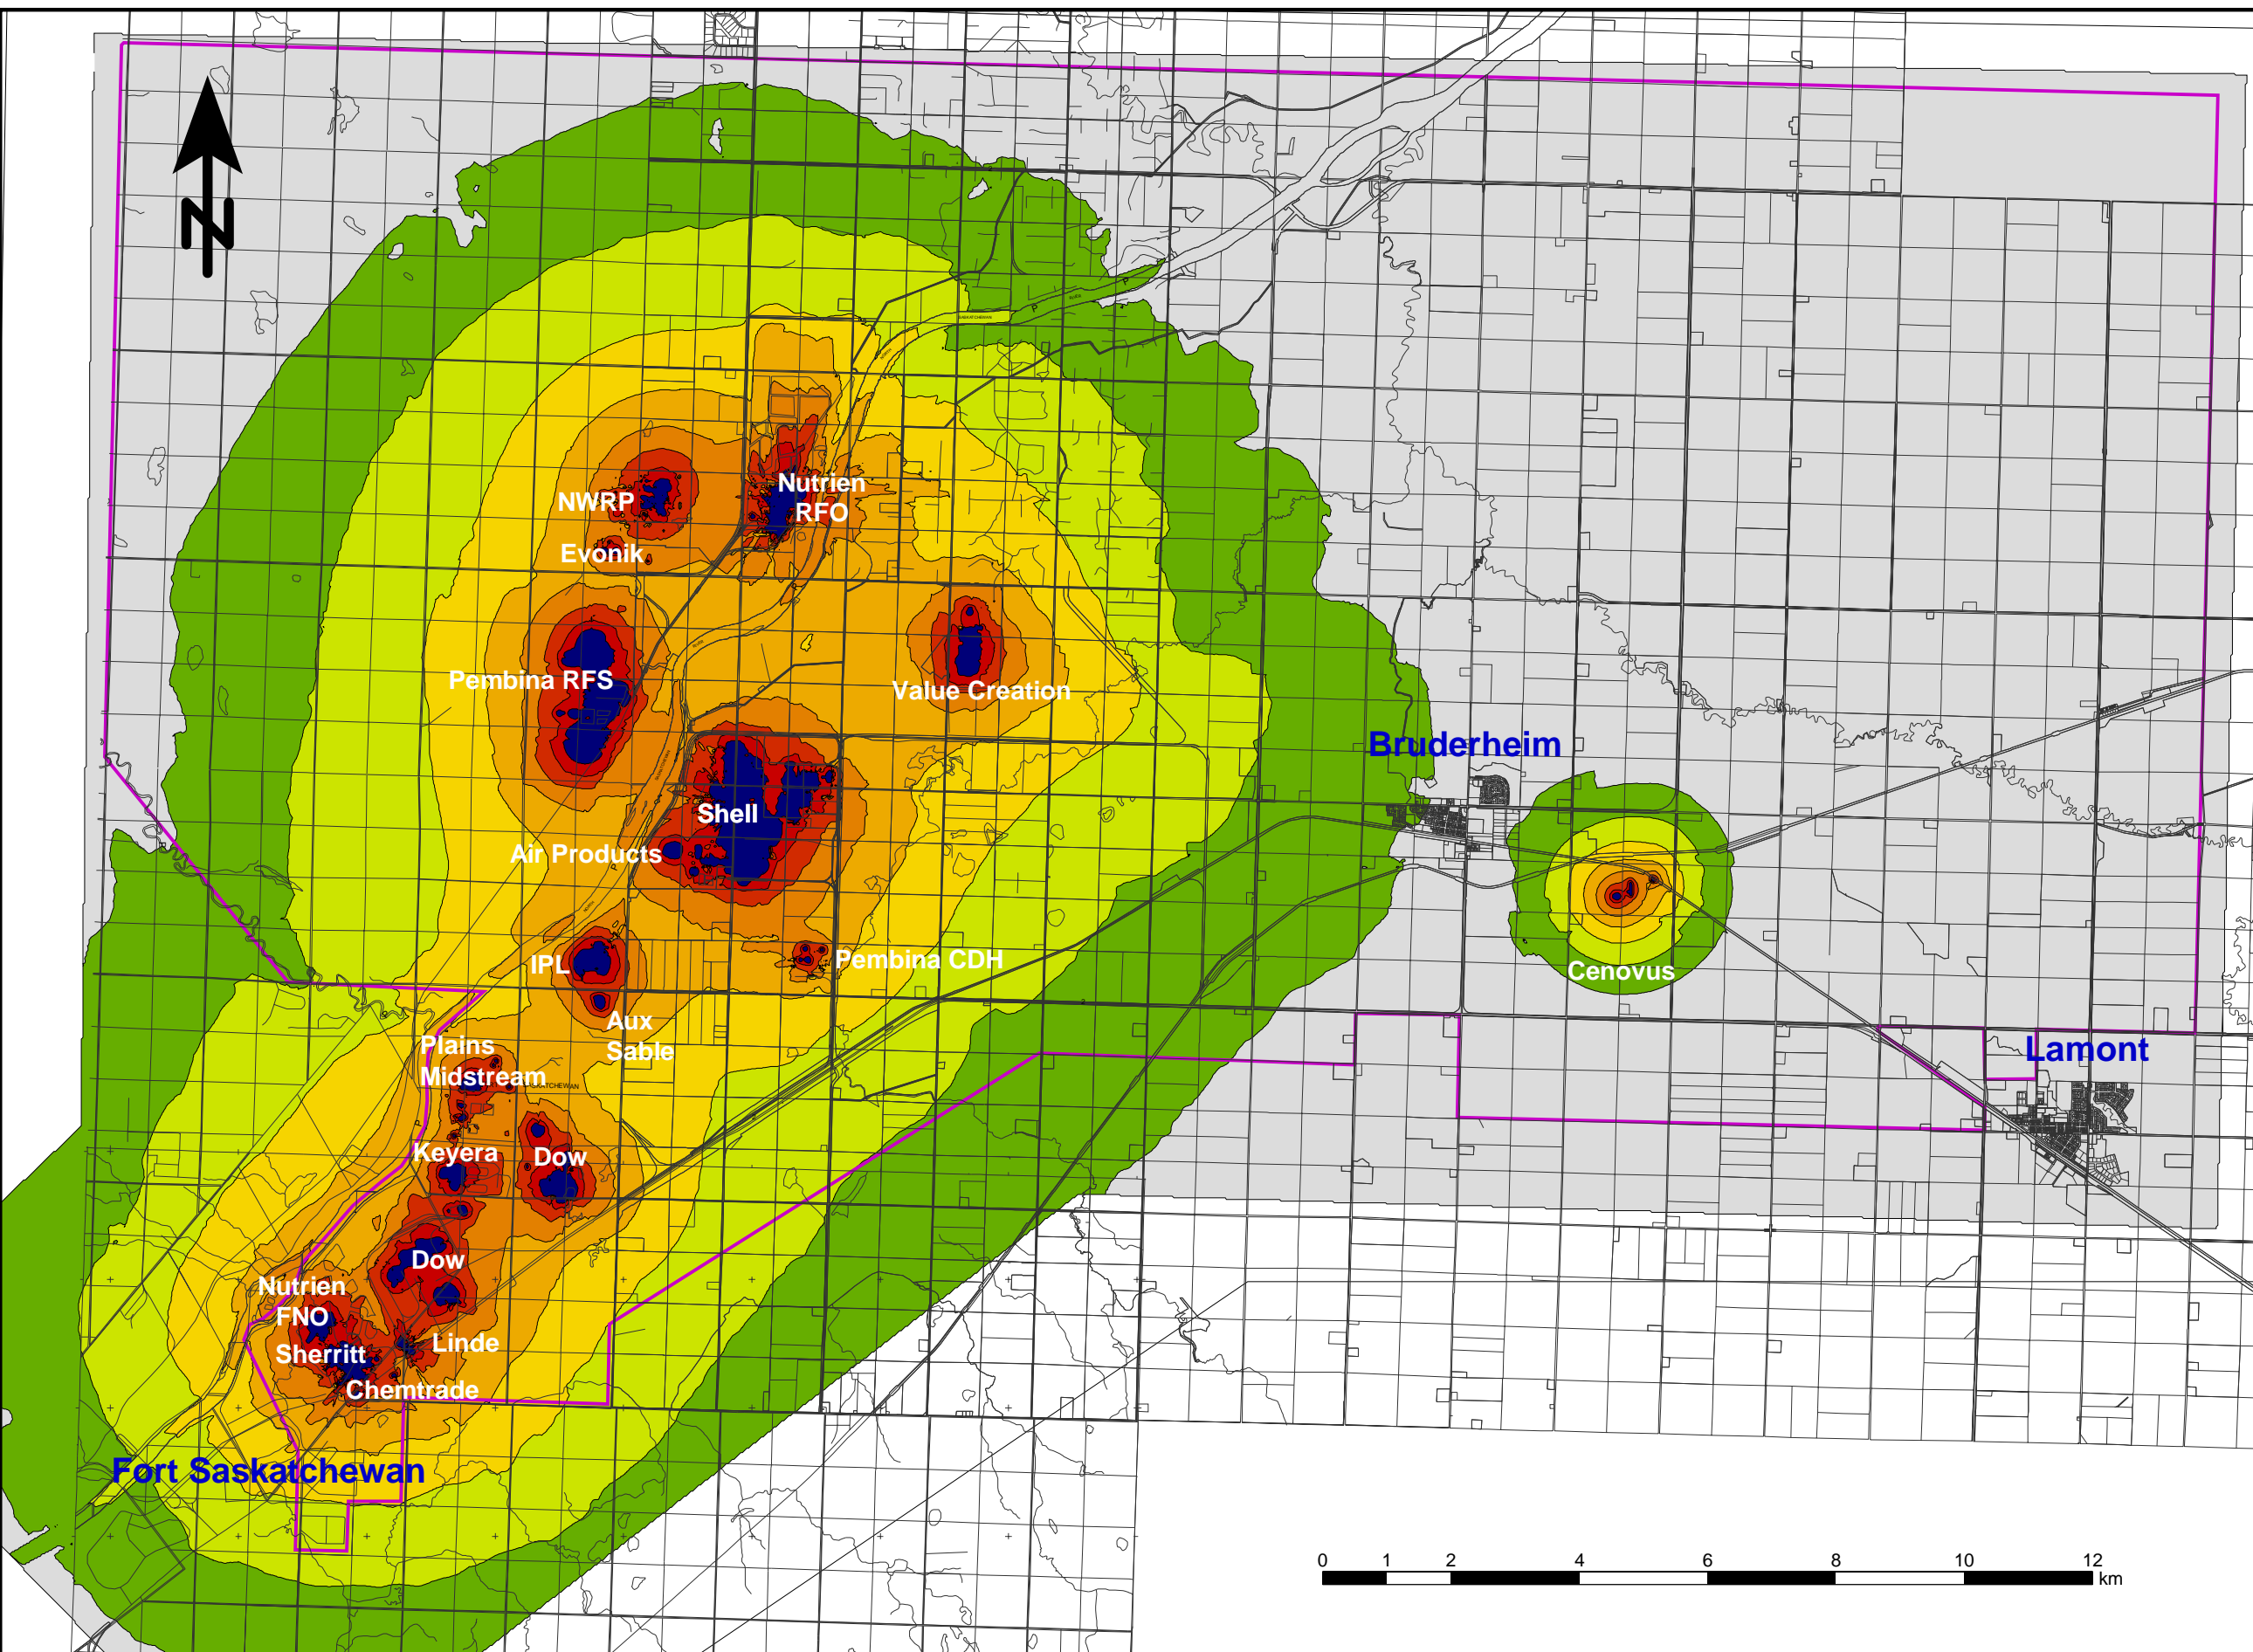 N
SASKATCHEWAN
NWRP
Nutrien
RFO
Evonik
Pembina RFS
Value Creation
Bruderheim
Shell
Air Products
IPL
Pembina CDH
Cenovus
Aux
Sable
Plains
Midstream
Lamont
Keyera
Dow
Dow
Nutrien
FNO
Linde
Sherritt
Chemtrade
Fort Saskatchewan
0 1 2 4 6 8 10 12
km